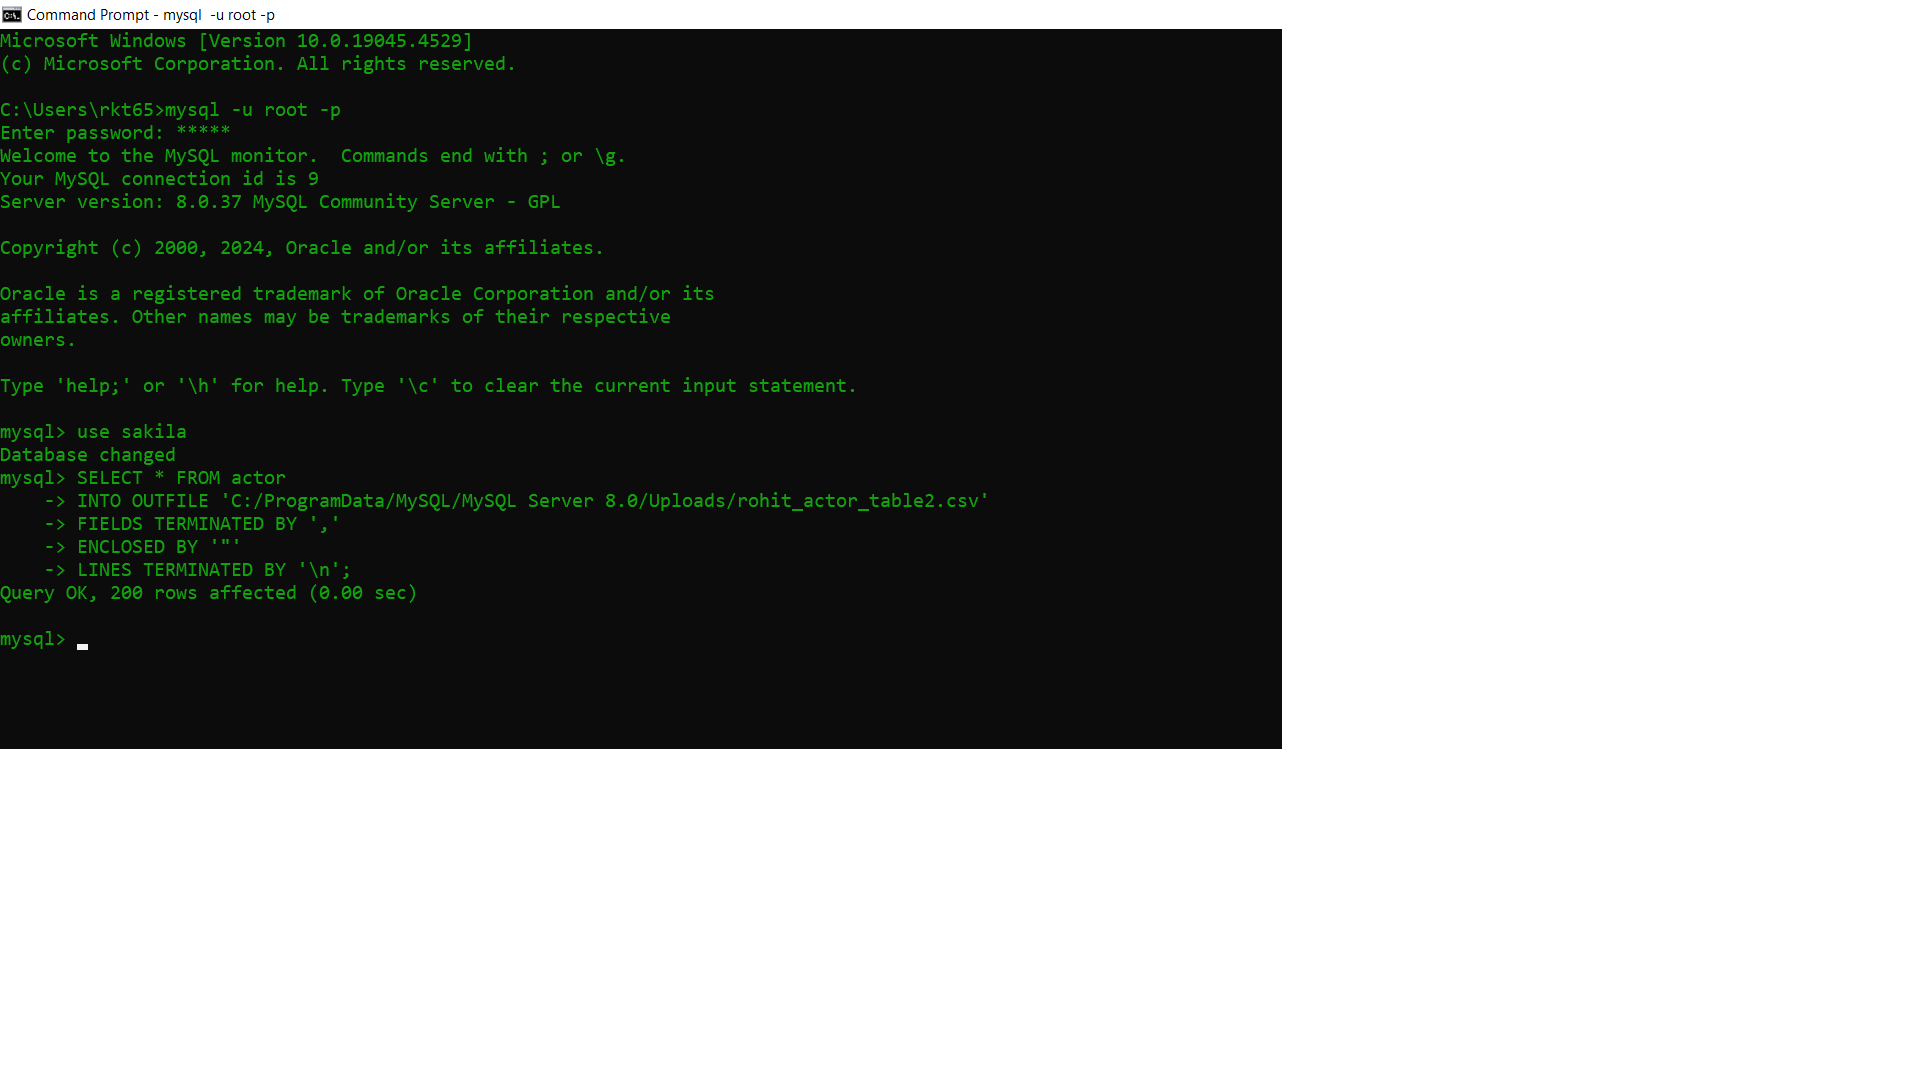 Command Prompt - mysql  -u root -p
Microsoft Windows [Version 10.0.19045.4529]
(c) Microsoft Corporation. All rights reserved.
C:\Users\rkt65>mysql -u root -p
Enter password: *****
Welcome to the MySQL monitor.  Commands end with ; or \g.
Your MySQL connection id is 9
Server version: 8.0.37 MySQL Community Server - GPL
Copyright (c) 2000, 2024, Oracle and/or its affiliates.
Oracle is a registered trademark of Oracle Corporation and/or its
affiliates. Other names may be trademarks of their respective
owners.
Type 'help;' or '\h' for help. Type '\c' to clear the current input statement.
mysql> use sakila
Database changed
mysql> SELECT * FROM actor
    -> INTO OUTFILE 'C:/ProgramData/MySQL/MySQL Server 8.0/Uploads/rohit_actor_table2.csv'
    -> FIELDS TERMINATED BY ','
    -> ENCLOSED BY '"'
    -> LINES TERMINATED BY '\n';
Query OK, 200 rows affected (0.00 sec)
mysql>